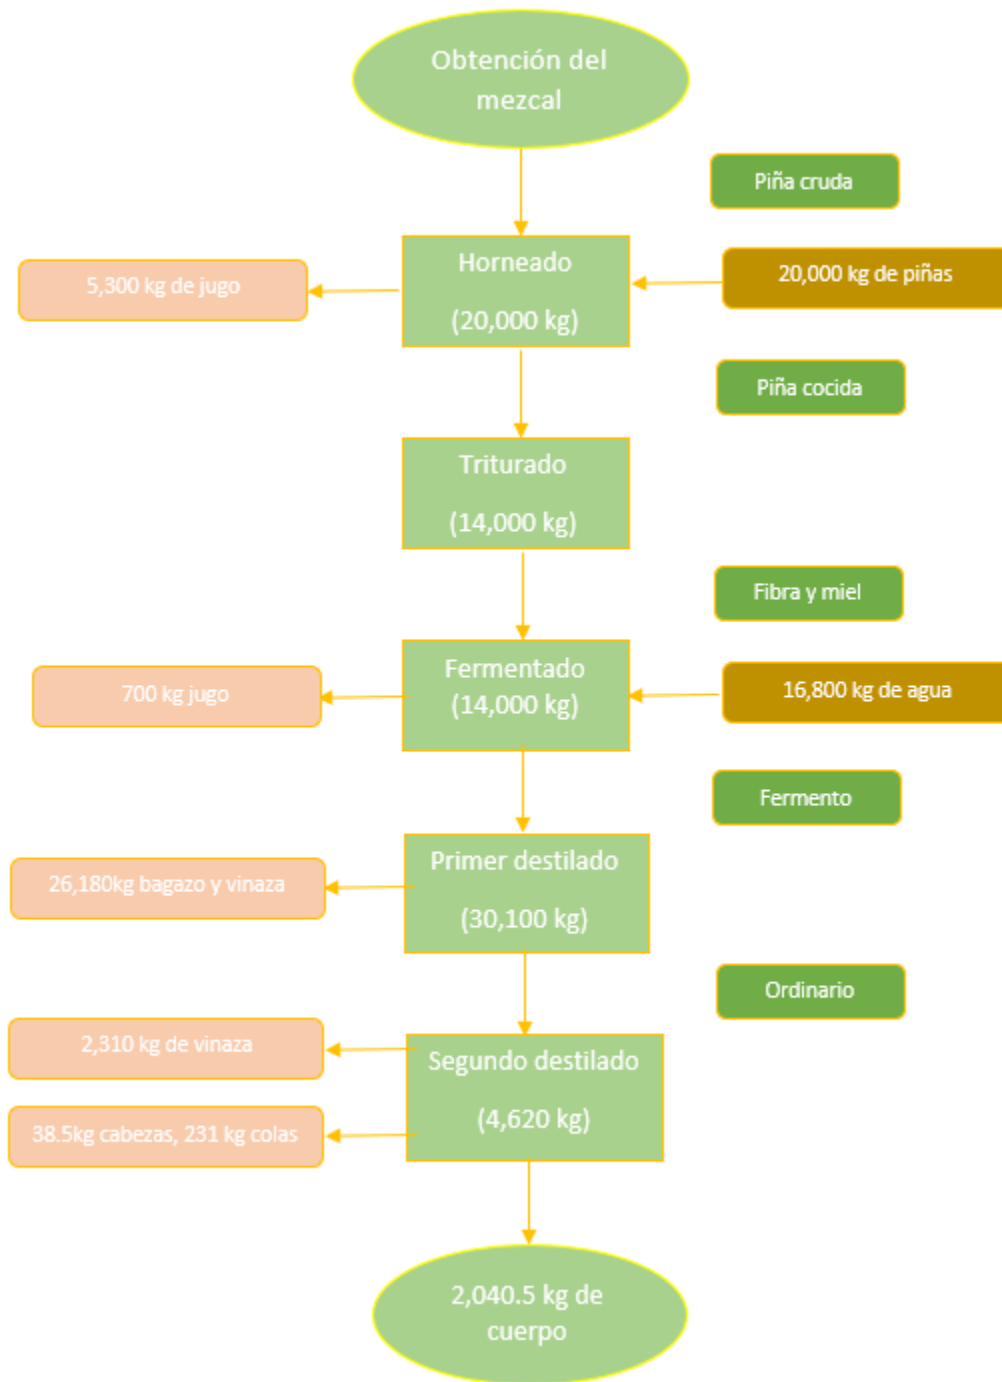 Obtención del
mezcal
Piña cruda
Horneado
(20,000 kg)
5,300 kg de jugo
20,000 kg de piñas
Piña cocida
Triturado
(14,000 kg)
Fibra y miel
Fermentado
(14,000 kg)
700 kg jugo
16,800 kg de agua
Fermento
Primer destilado
(30,100 kg)
26,180kg bagazo y vinaza
Ordinario
2,310 kg de vinaza
Segundo destilado
(4,620 kg)
38.5kg cabezas, 231 kg colas
2,040.5 kg de
cuerpo